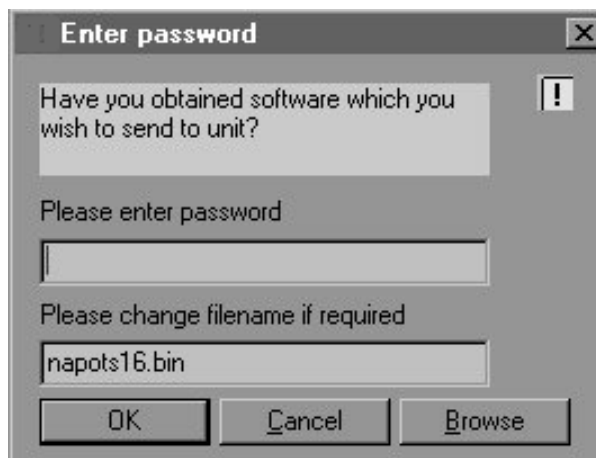 Enter password
Have you obtained software which you
wish to send to unit?
!
Please enter password
Please change filename if required
napots16.bin
OK
Cancel
Browse